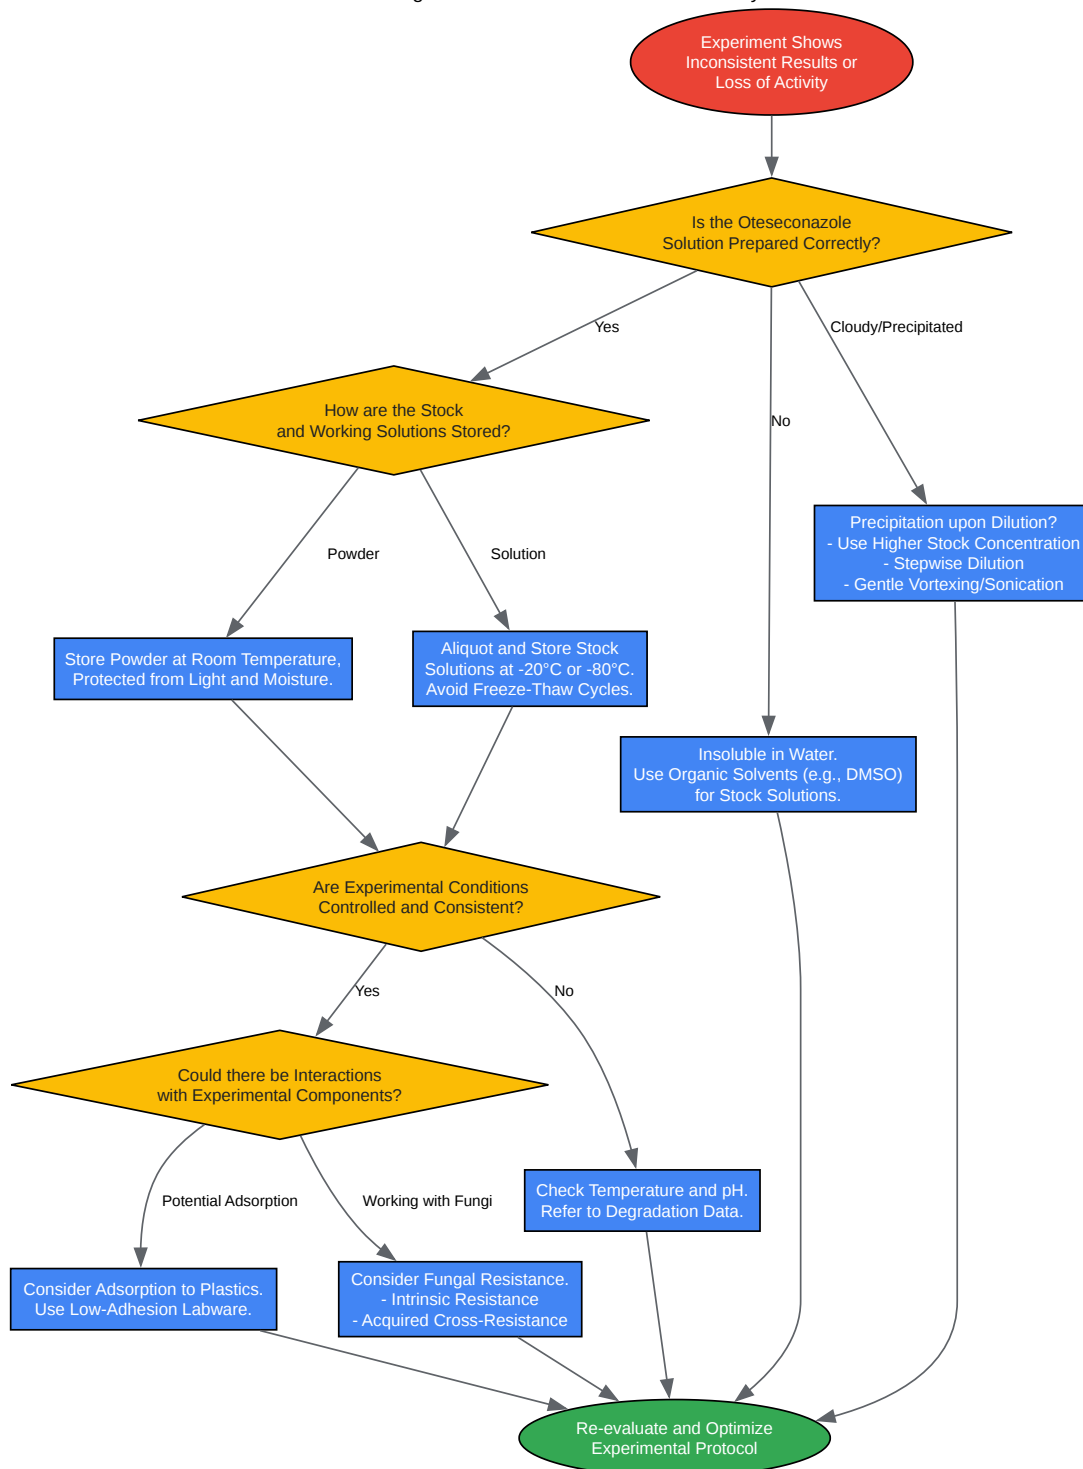 Experiment Shows
Inconsistent Results or
Loss of Activity
Is the Oteseconazole
Solution Prepared Correctly?
Yes
Cloudy/Precipitated
No
How are the Stock
and Working Solutions Stored?
Precipitation upon Dilution?
- Use Higher Stock Concentration
- Stepwise Dilution
- Gentle Vortexing/Sonication
Powder
Solution
Store Powder at Room Temperature,
Protected from Light and Moisture.
Aliquot and Store Stock
Solutions at -20°C or -80°C.
Avoid Freeze-Thaw Cycles.
Insoluble in Water.
Use Organic Solvents (e.g., DMSO)
for Stock Solutions.
Are Experimental Conditions
Controlled and Consistent?
Yes
No
Could there be Interactions
with Experimental Components?
Potential Adsorption
Working with Fungi
Check Temperature and pH.
Refer to Degradation Data.
Consider Adsorption to Plastics.
Use Low-Adhesion Labware.
Consider Fungal Resistance.
- Intrinsic Resistance
- Acquired Cross-Resistance
Re-evaluate and Optimize
Experimental Protocol